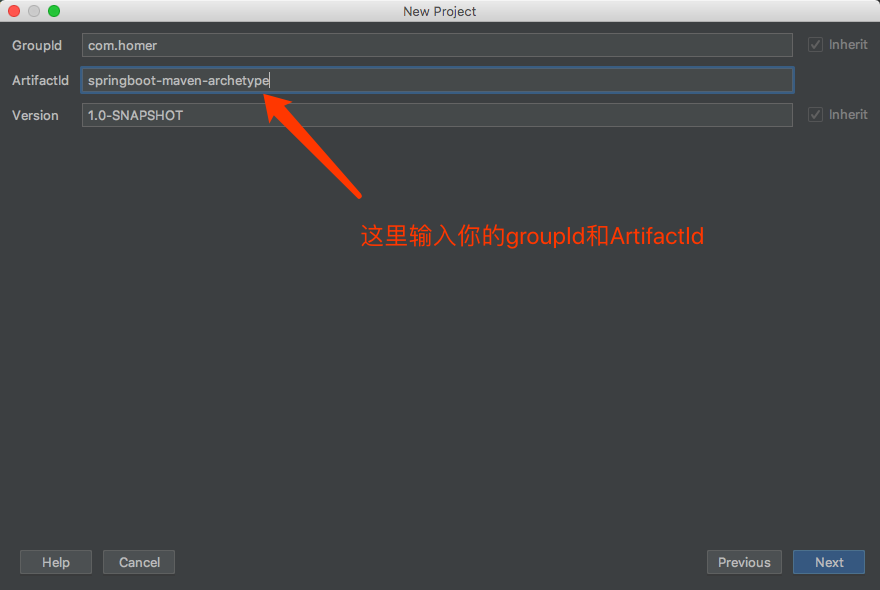 New Project
GroupId com.homer Inherit
ArtifactId springboot-maven-archetype
Version 1.0-SNAPSHOT Inherit
这里输入你的groupId和ArtifactId
Help Cancel Previous Next